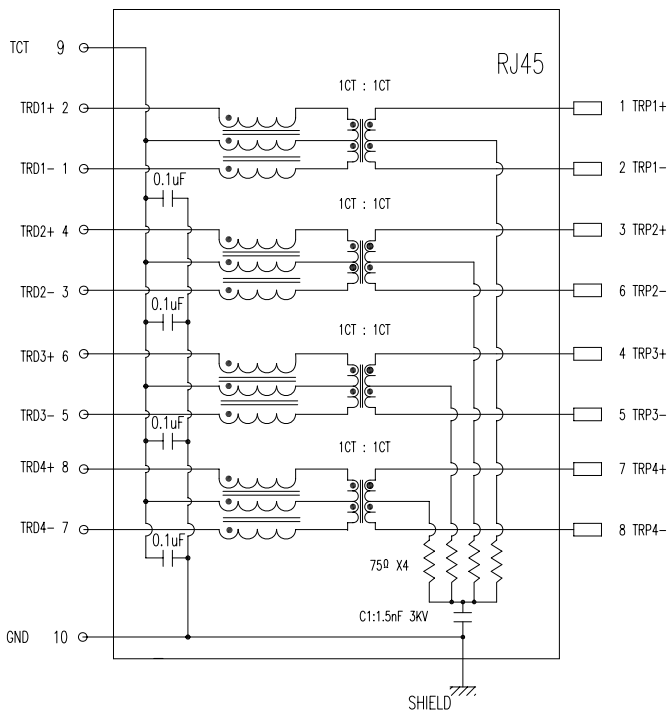 TCT 9
RJ45
1CT : 1CT
TRD1+ 2
1 TRP1+
TRD1- 1
2 TRP1-
0.1uF
1CT : 1CT
TRD2+ 4
3 TRP2+
TRD2- 3
6 TRP2-
0.1uF
1CT : 1CT
TRD3+ 6
4 TRP3+
TRD3- 5
5 TRP3-
0.1uF
1CT : 1CT
TRD4+ 8
7 TRP4+
TRD4- 7
8 TRP4-
0.1uF
75Ω X4
C1:1.5nF 3KV
GND 10
SHIELD